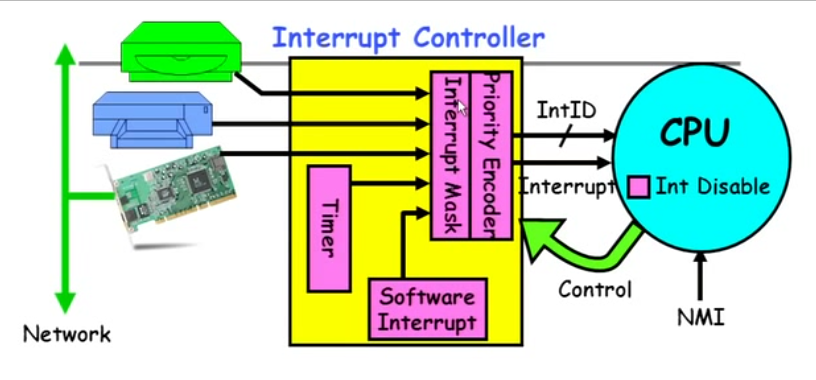 Interrupt Controller
Interrupt Mask
Priority Encoder
IntID
CPU
Interrupt
Int Disable
Timer
Software
Interrupt
Control
NMI
Network